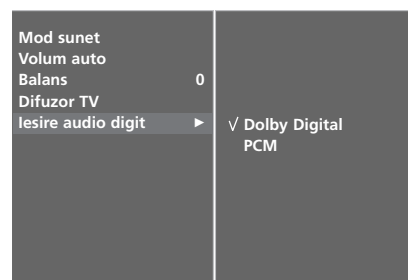 Mod sunet
Volum auto
Balans 0
Difuzor TV
Iesire audio digit ►
√ Dolby Digital
PCM